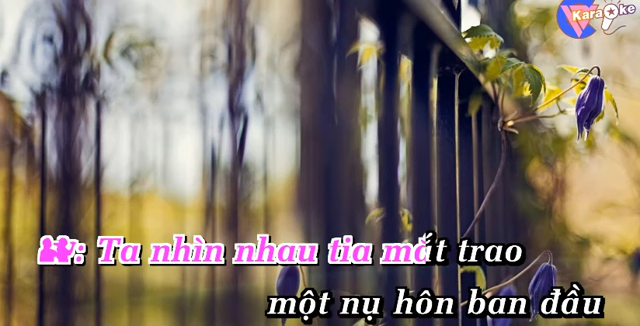 Karaoke
: Ta nhìn nhau tia mắt trao
một nụ hôn ban đầu